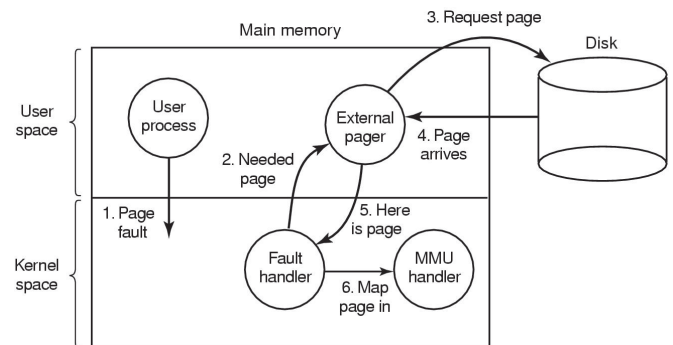 Main memory
3. Request page
Disk
User
space
User
process
External
pager
2. Needed
page
4. Page
arrives
1. Page
fault
5. Here
is page
Kernel
space
Fault
handler
MMU
handler
6. Map
page in